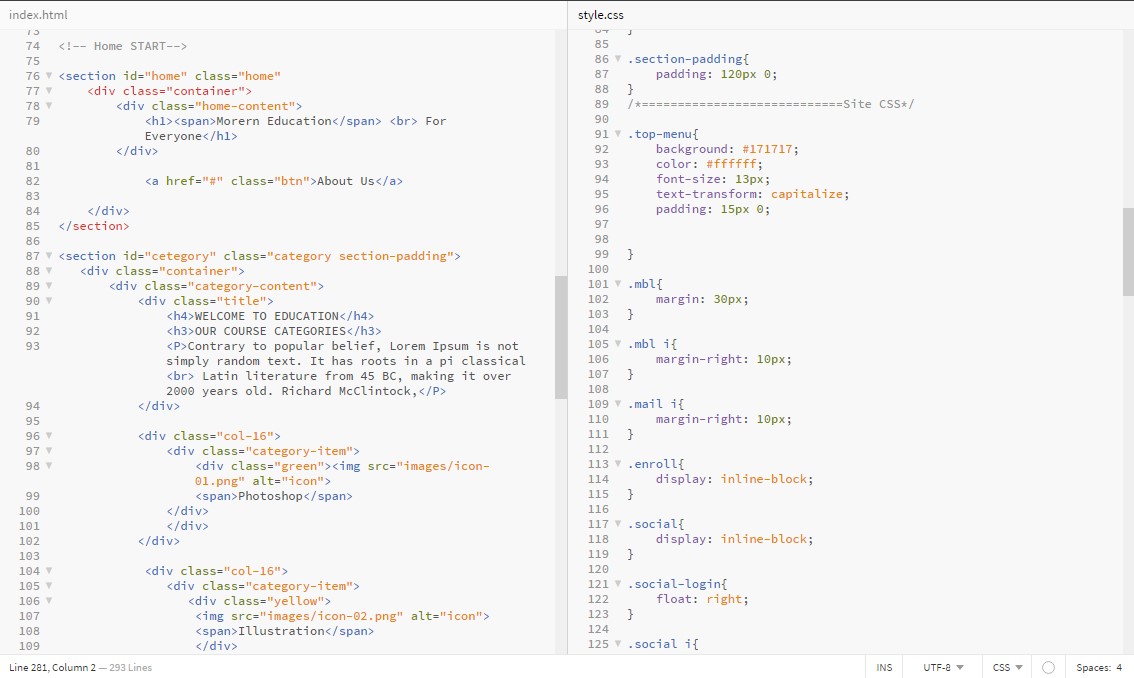 index.html
73
74 <!-- Home START-->
75
76 <section id="home" class="home"
77 <div class="container">
78 <div class="home-content">
79 <h1><span>Morern Education</span> <br> For
Everyone</h1>
80 </div>
81
82 <a href="#" class="btn">About Us</a>
83
84 </div>
85 </section>
86
87 <section id="cetegory" class="category section-padding">
88 <div class="container">
89 <div class="category-content">
90 <div class="title">
91 <h4>WELCOME TO EDUCATION</h4>
92 <h3>OUR COURSE CATEGORIES</h3>
93 <P>Contrary to popular belief, Lorem Ipsum is not
simply random text. It has roots in a pi classical
<br> Latin literature from 45 BC, making it over
2000 years old. Richard McClintock,</P>
94 </div>
95
96 <div class="col-16">
97 <div class="category-item">
98 <div class="green"><img src="images/icon-
01.png" alt="icon">
99 <span>Photoshop</span>
100 </div>
101 </div>
102 </div>
103
104 <div class="col-16">
105 <div class="category-item">
106 <div class="yellow">
107 <img src="images/icon-02.png" alt="icon">
108 <span>Illustration</span>
109 </div>
style.css
84 }
85
86 .section-padding{
87 padding: 120px 0;
88 }
89 /*============================Site CSS*/
90
91 .top-menu{
92 background: #171717;
93 color: #ffffff;
94 font-size: 13px;
95 text-transform: capitalize;
96 padding: 15px 0;
97
98
99 }
100
101 .mbl{
102 margin: 30px;
103 }
104
105 .mbl i{
106 margin-right: 10px;
107 }
108
109 .mail i{
110 margin-right: 10px;
111 }
112
113 .enroll{
114 display: inline-block;
115 }
116
117 .social{
118 display: inline-block;
119 }
120
121 .social-login{
122 float: right;
123 }
124
125 .social i{
Line 281, Column 2 — 293 Lines
INS UTF-8 CSS Spaces: 4